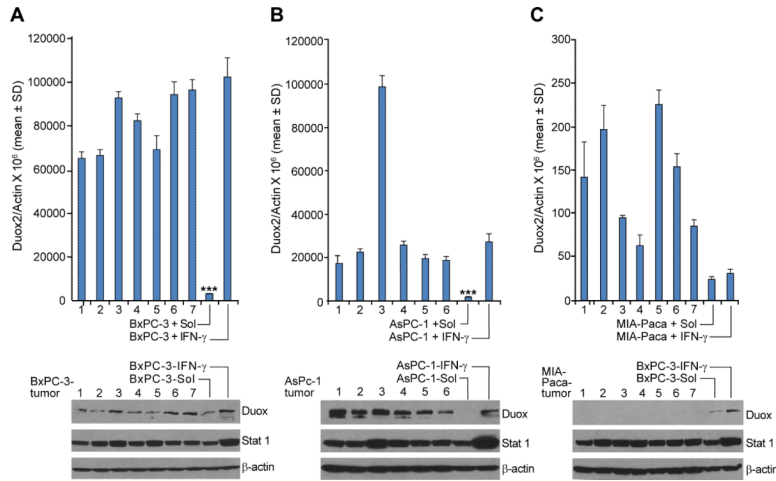 A
Duox2/Actin X 10⁶ (mean ± SD)
120000
100000
80000
60000
40000
20000
0
***
1 2 3 4 5 6 7
BxPC-3 + Sol
BxPC-3 + IFN-γ
BxPC-3-IFN-γ
BxPC-3-Sol
BxPC-3-
tumor
1 2 3 4 5 6 7
Duox
Stat 1
β-actin
B
Duox2/Actin X 10⁶ (mean ± SD)
120000
100000
80000
60000
40000
20000
0
***
1 2 3 4 5 6
AsPC-1 +Sol
AsPC-1 + IFN-γ
AsPc-1-IFN-γ
AsPC-1-Sol
AsPc-1
tumor
1 2 3 4 5 6
Duox
Stat 1
β-actin
C
Duox2/Actin X 10⁶ (mean ± SD)
300
250
200
150
100
50
0
1 2 3 4 5 6 7
MIA-Paca + Sol
MIA-Paca + IFN-γ
BxPC-3-IFN-γ
BxPC-3-Sol
MIA-
Paca-
tumor
1 2 3 4 5 6 7
Duox
Stat 1
β-actin